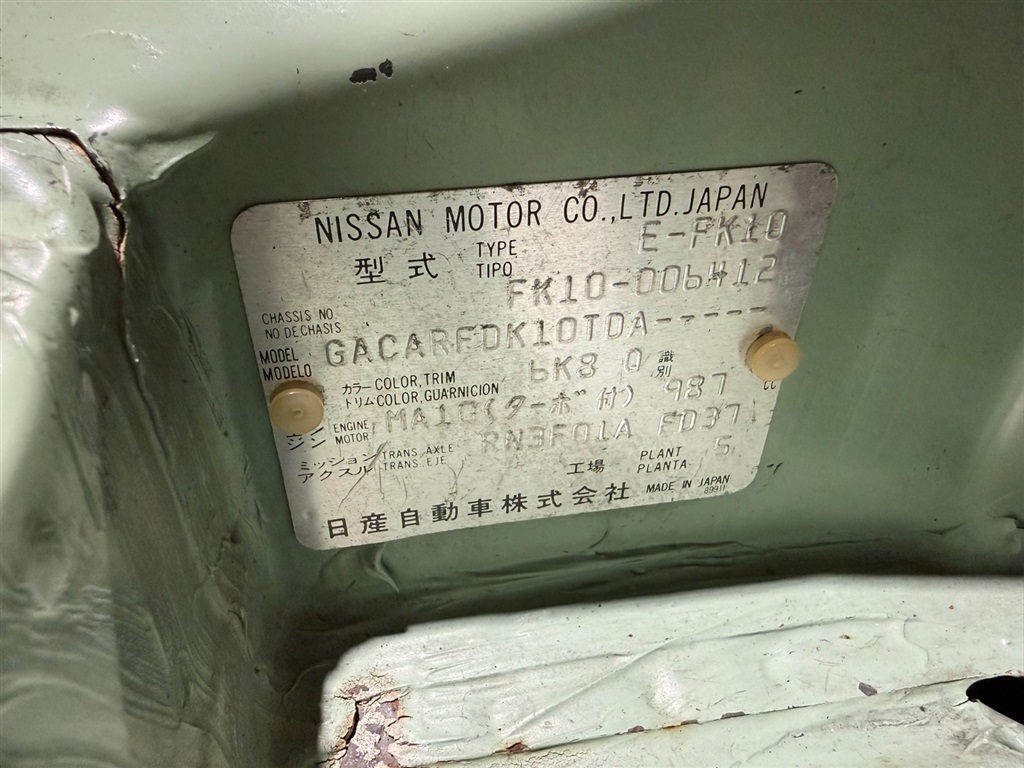 NISSAN MOTOR CO.,LTD.JAPAN
型式 TYPE TIPO E-FK10
CHASSIS NO NO DE CHASIS FK10-006412
MODEL MODELO GACARFDK10TDA-----
カラー COLOR, TRIM トリム COLOR, GUARNICION 6K8 Q 識別
ジン ENGINE MOTOR MA10(ターボ付) 987 cc
ミッション アクスル TRANS. AXLE TRANS. EJE RN3F01A FD37
工場 PLANT PLANTA 5
日産自動車株式会社 MADE IN JAPAN